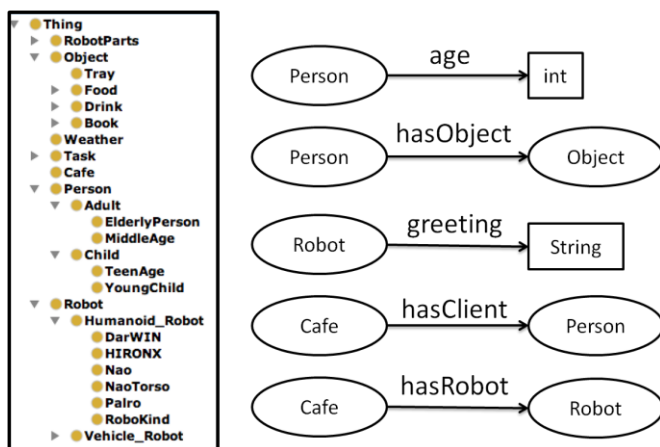 Thing
RobotParts
Object
Tray
Food
Drink
Book
Weather
Task
Cafe
Person
Adult
ElderlyPerson
MiddleAge
Child
TeenAge
YoungChild
Robot
Humanoid_Robot
DarWIN
HIRONX
Nao
NaoTorso
Palro
RoboKind
Vehicle_Robot
Person age int
Person hasObject Object
Robot greeting String
Cafe hasClient Person
Cafe hasRobot Robot